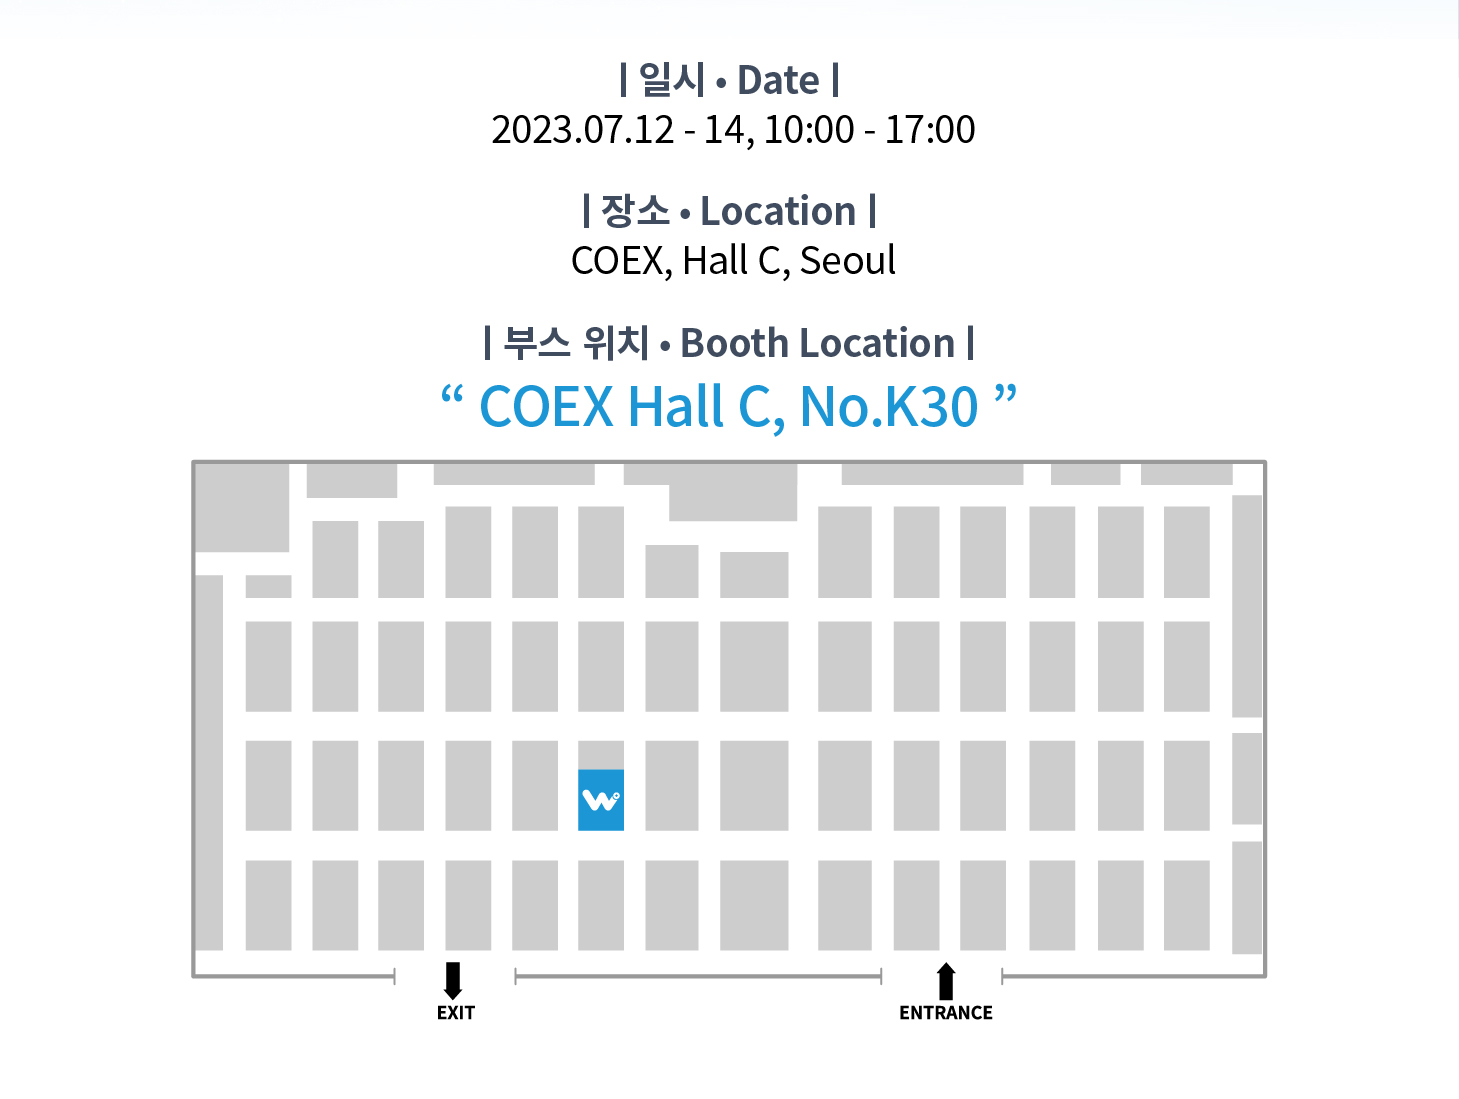 | 일시 • Date |
2023.07.12 - 14, 10:00 - 17:00
| 장소 • Location |
COEX, Hall C, Seoul
| 부스 위치 • Booth Location |
“ COEX Hall C, No.K30 ”
EXIT
ENTRANCE